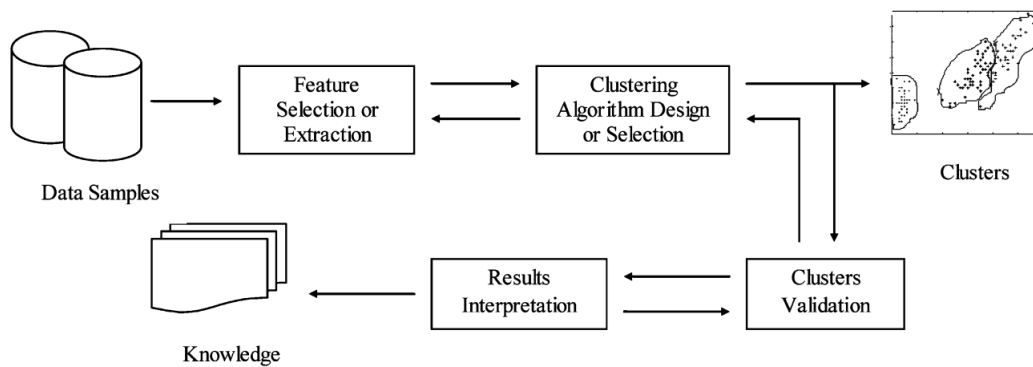 Data Samples
Feature
Selection or
Extraction
Clustering
Algorithm Design
or Selection
Clusters
Clusters
Validation
Results
Interpretation
Knowledge